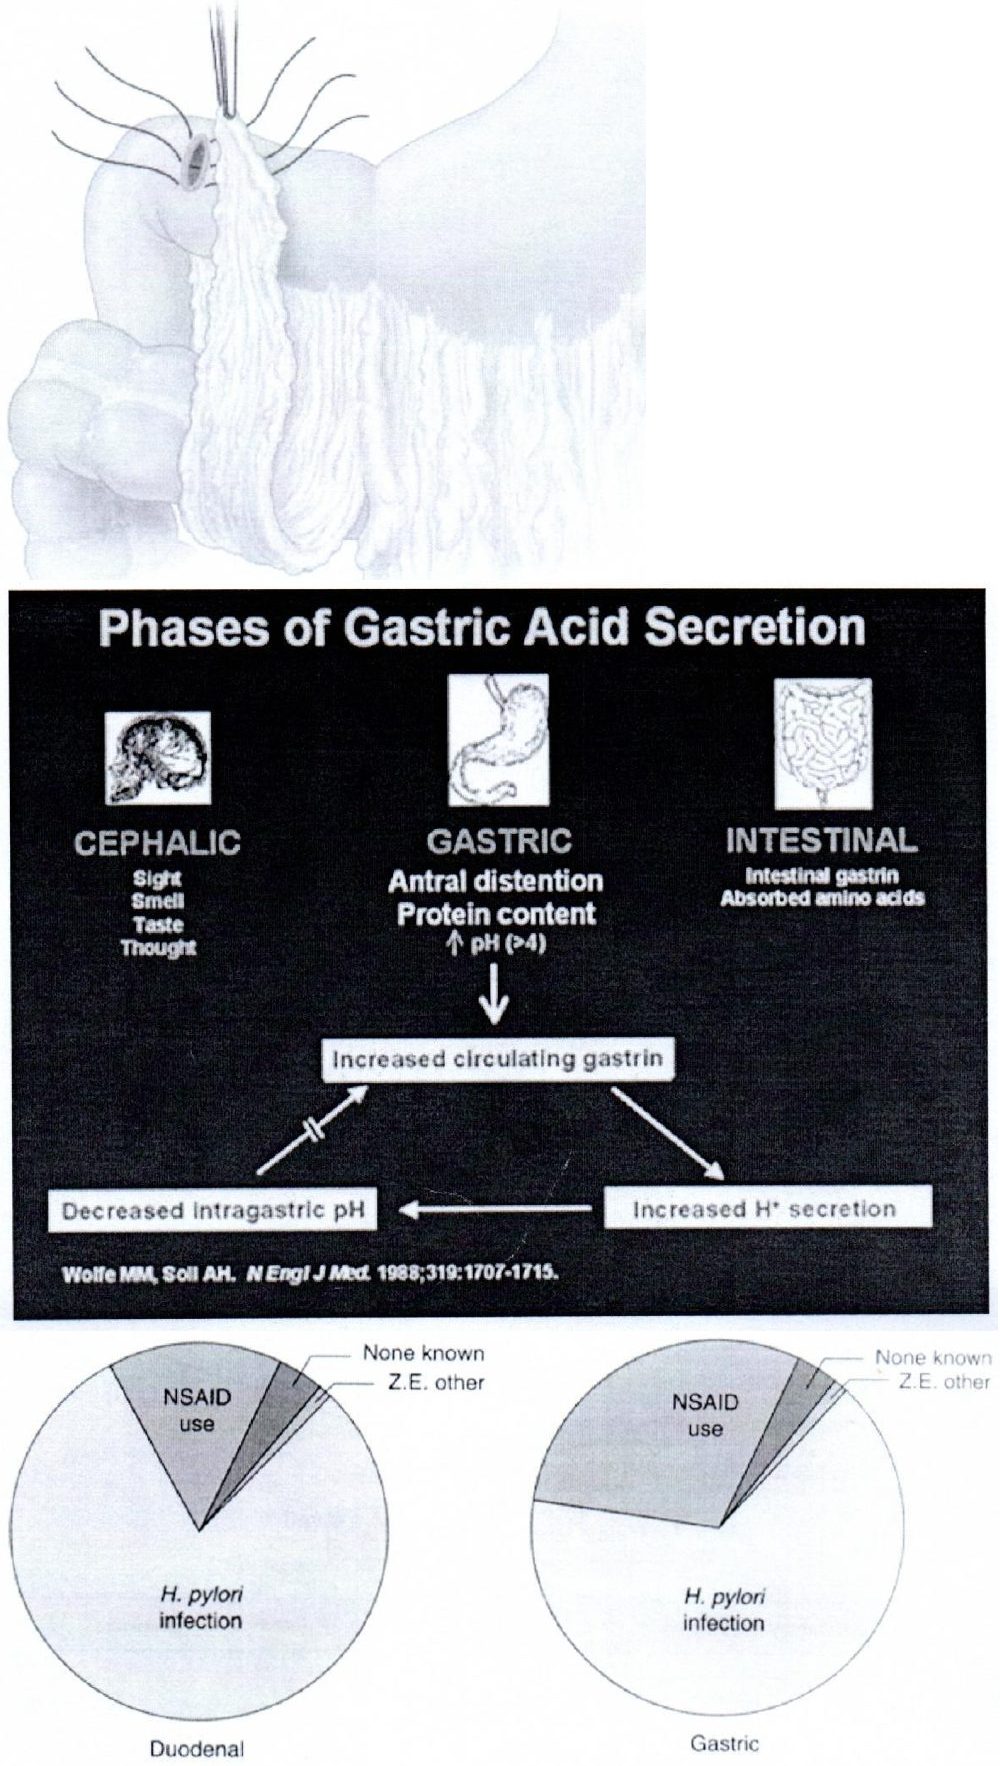 Phases of Gastric Acid Secretion
CEPHALIC
Sight
Smell
Taste
Thought
GASTRIC
Antral distention
Protein content
↑ pH (>4)
INTESTINAL
Intestinal gastrin
Absorbed amino acids
Increased circulating gastrin
Decreased intragastric pH
Increased H⁺ secretion
Wolfe MM, Soll AH. N Engl J Med. 1988;319:1707-1715.
None known
Z.E. other
NSAID
use
H. pylori
infection
Duodenal
None known
Z.E. other
NSAID
use
H. pylori
infection
Gastric